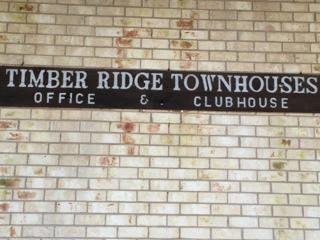 TIMBER RIDGE TOWNHOUSES
OFFICE & CLUBHOUSE